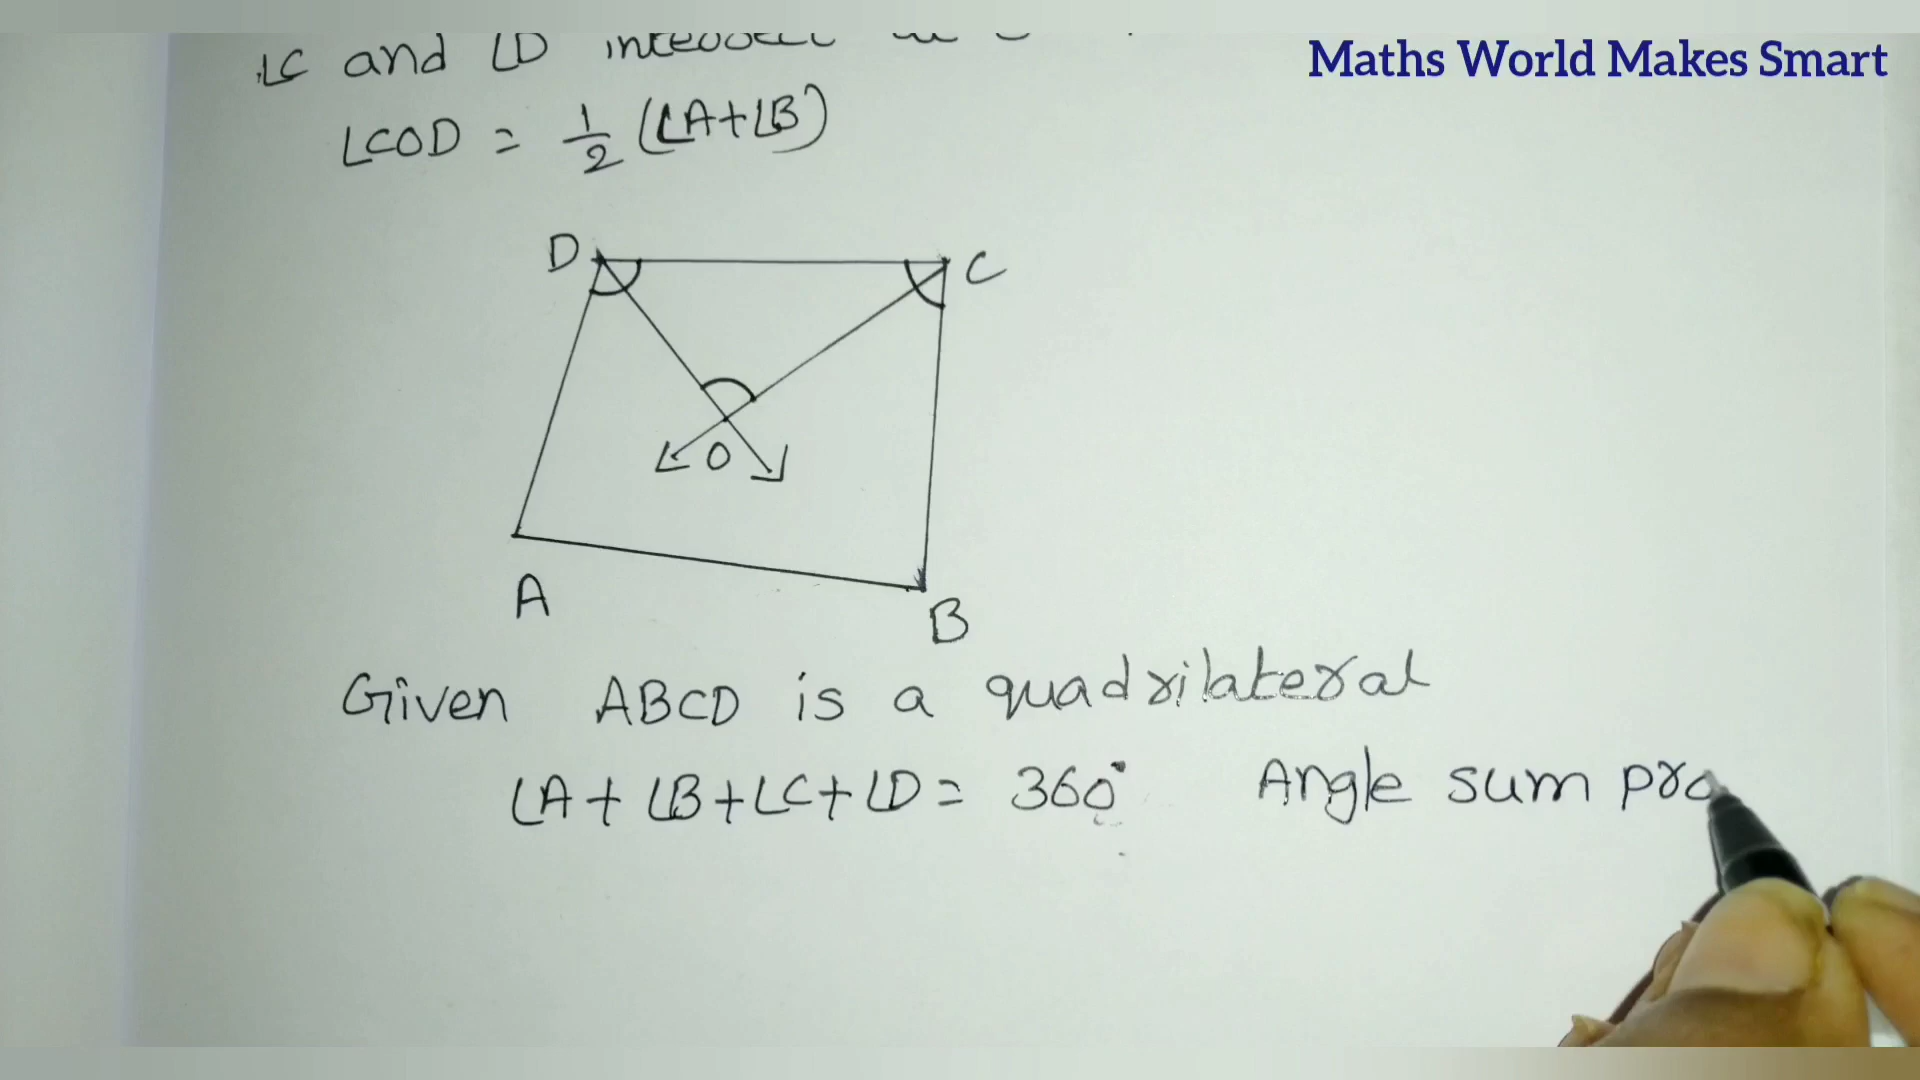 Maths World Makes Smart
∠C and ∠D
∠COD = 1/2 (∠A+∠B)
D
C
O
A
B
Given ABCD is a quadrilateral
∠A + ∠B + ∠C + ∠D = 360° Angle sum pro